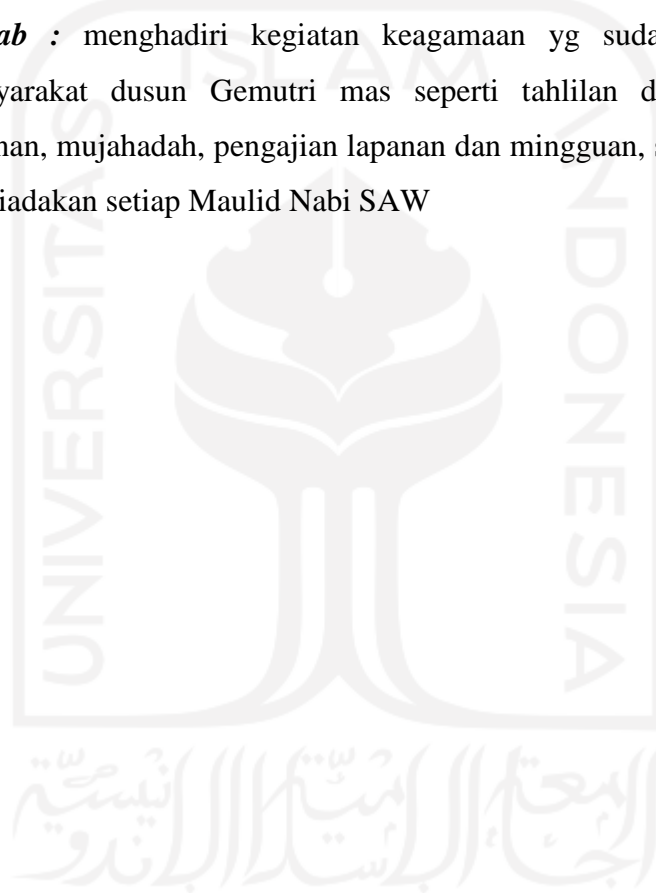 ab : menghadiri kegiatan keagamaan yg suda
yarakat dusun Gemutri mas seperti tahlilan d
nan, mujahadah, pengajian lapanan dan mingguan, s
iadakan setiap Maulid Nabi SAW
ISLAM
UNIVERSITAS
INDONESIA